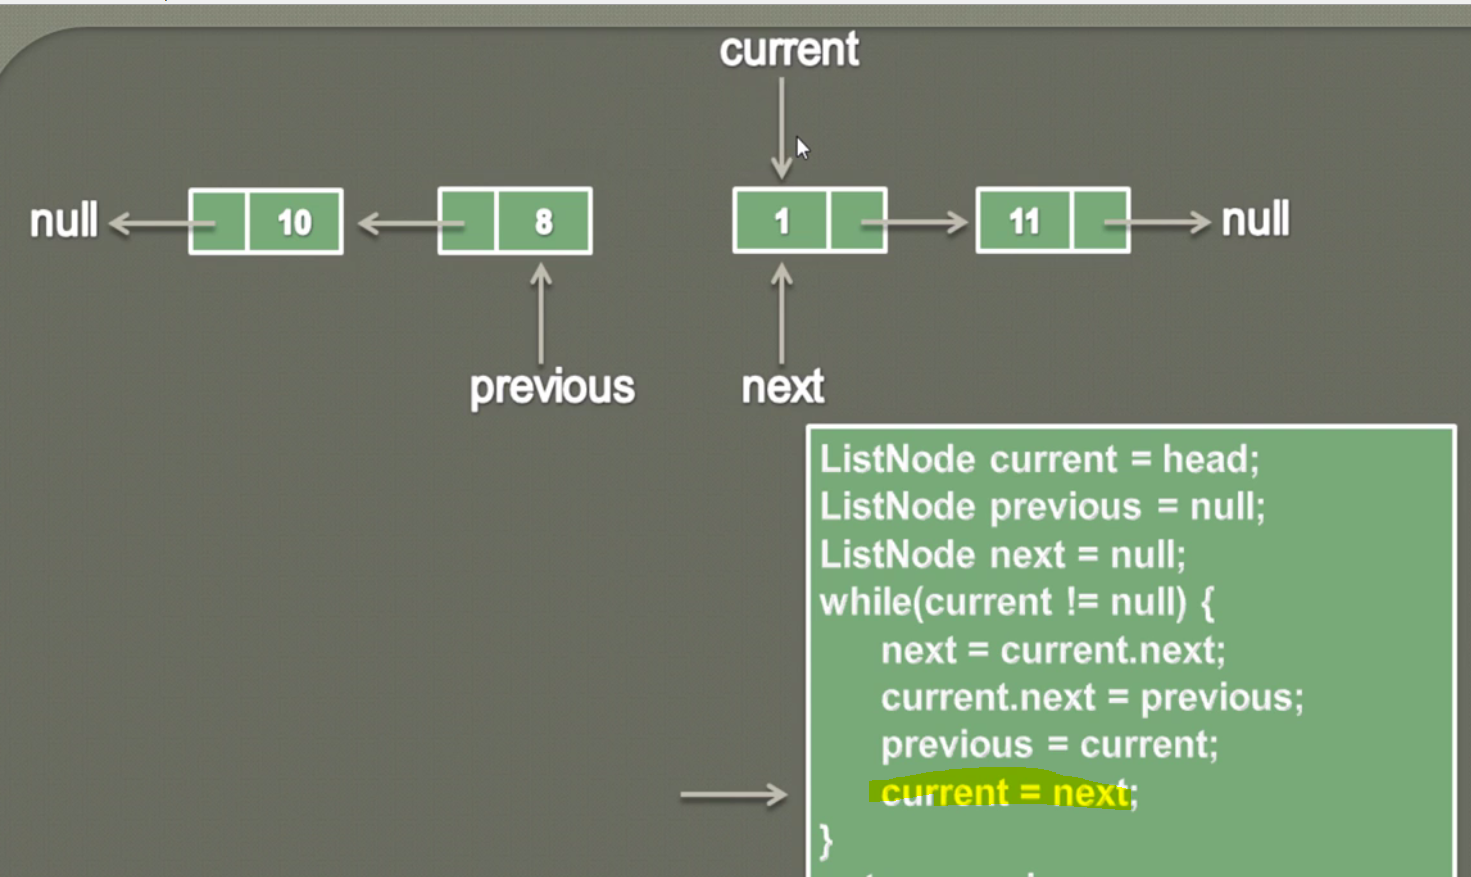 current
null 10 8 1 11 null
previous next
ListNode current = head;
ListNode previous = null;
ListNode next = null;
while(current != null) {
next = current.next;
current.next = previous;
previous = current;
current = next;
}